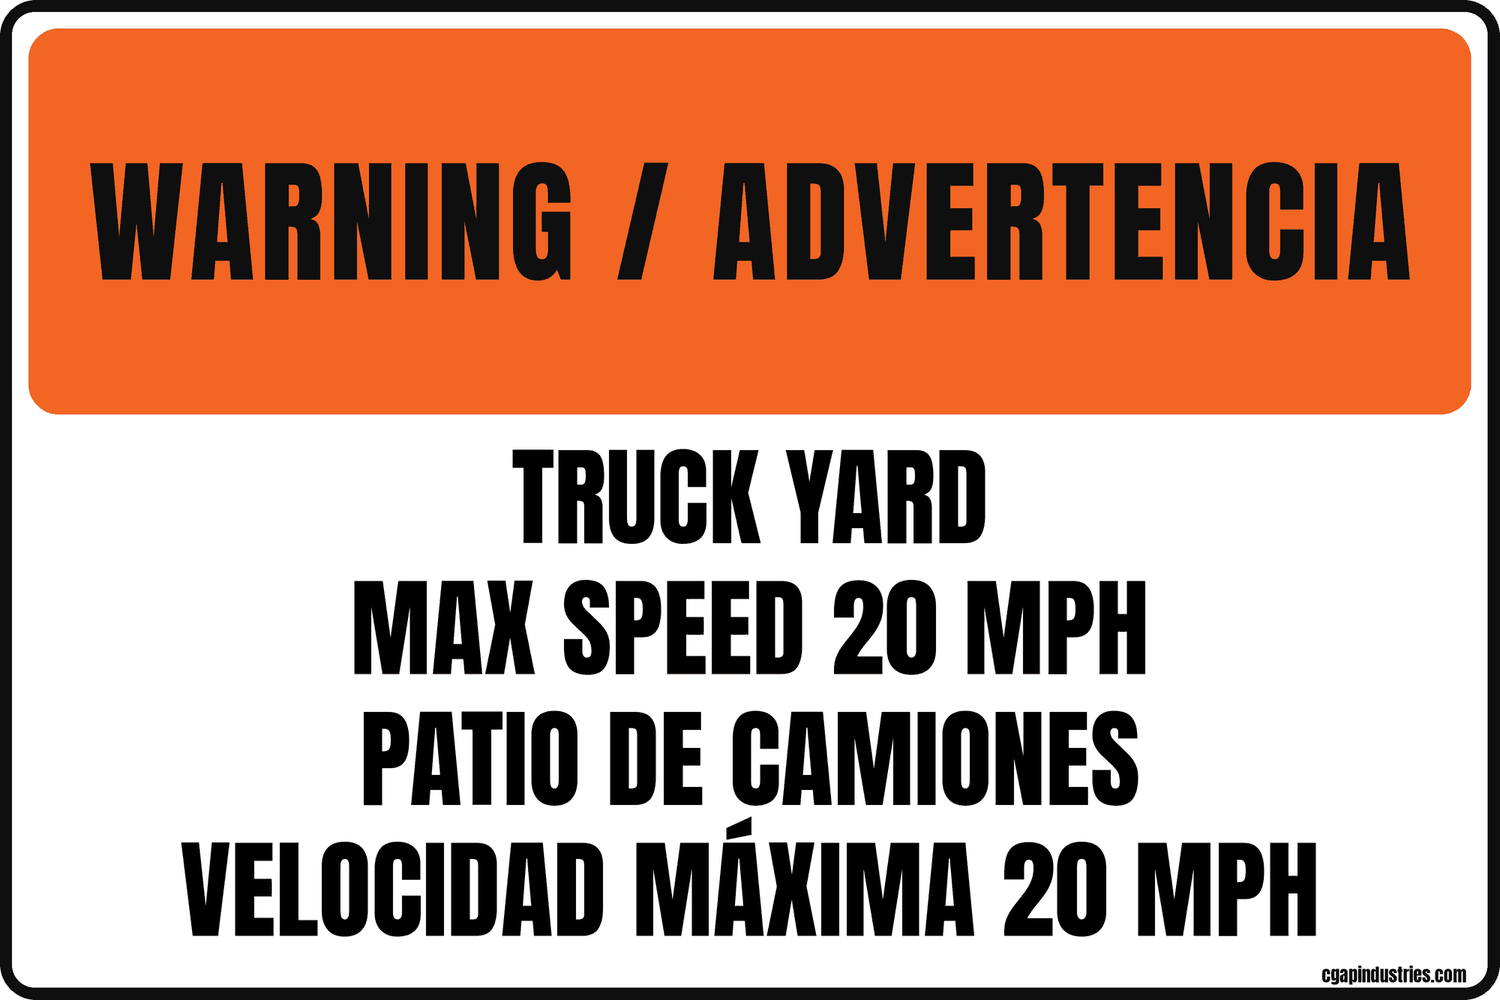 WARNING / ADVERTENCIA
TRUCK YARD
MAX SPEED 20 MPH
PATIO DE CAMIONES
VELOCIDAD MÁXIMA 20 MPH
cgapindustries.com